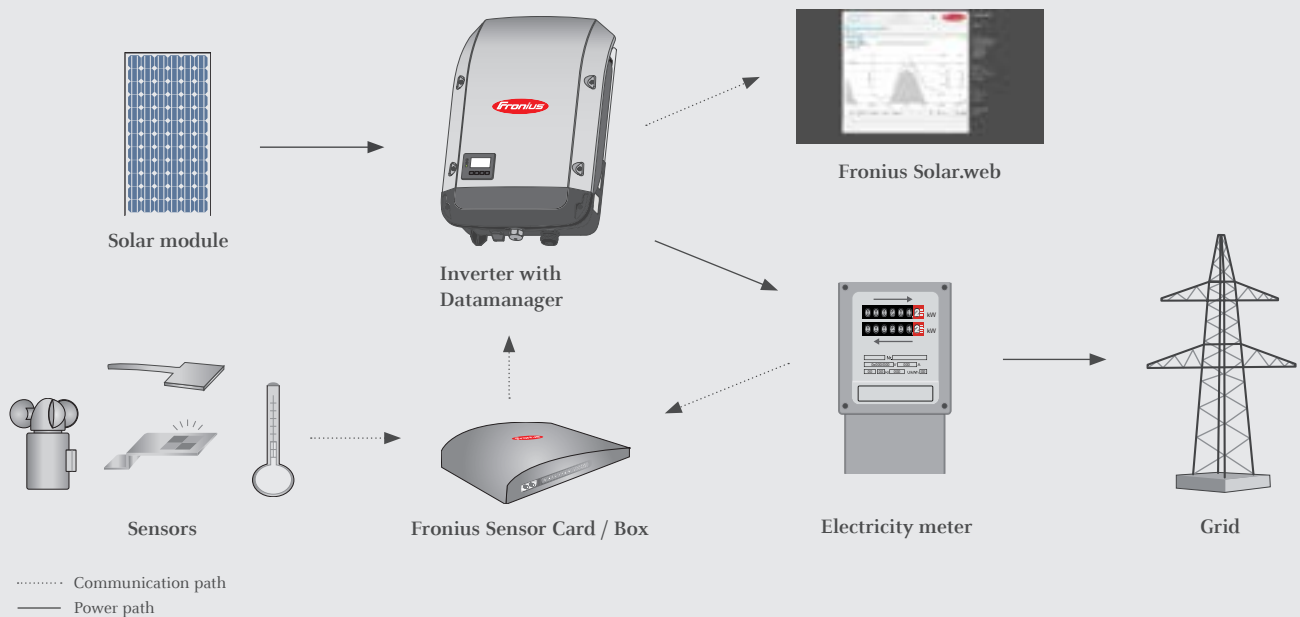 Fronius
Solar module
Inverter with
Datamanager
Fronius Solar.web
kW
kW
Sensors
Fronius Sensor Card / Box
Electricity meter
Grid
Communication path
Power path